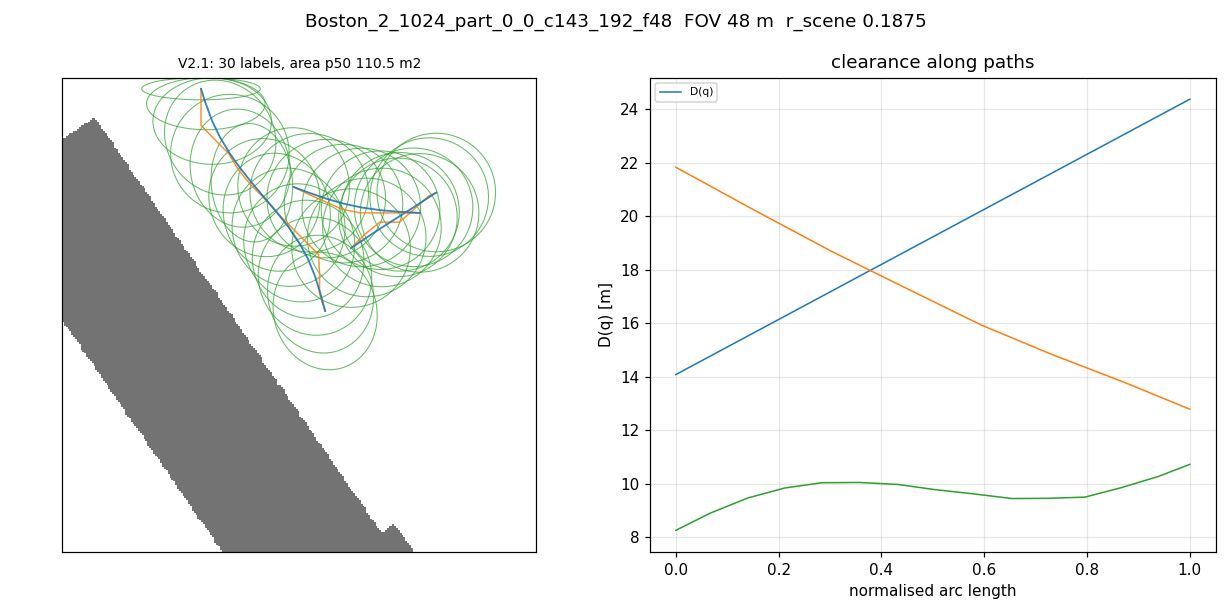 Boston_2_1024_part_0_0_c143_192_f48  FOV 48 m  r_scene 0.1875
V2.1: 30 labels, area p50 110.5 m2
clearance along paths
D(q)
24
22
20
18
16
14
12
10
8
D(q) [m]
0.0 0.2 0.4 0.6 0.8 1.0
normalised arc length